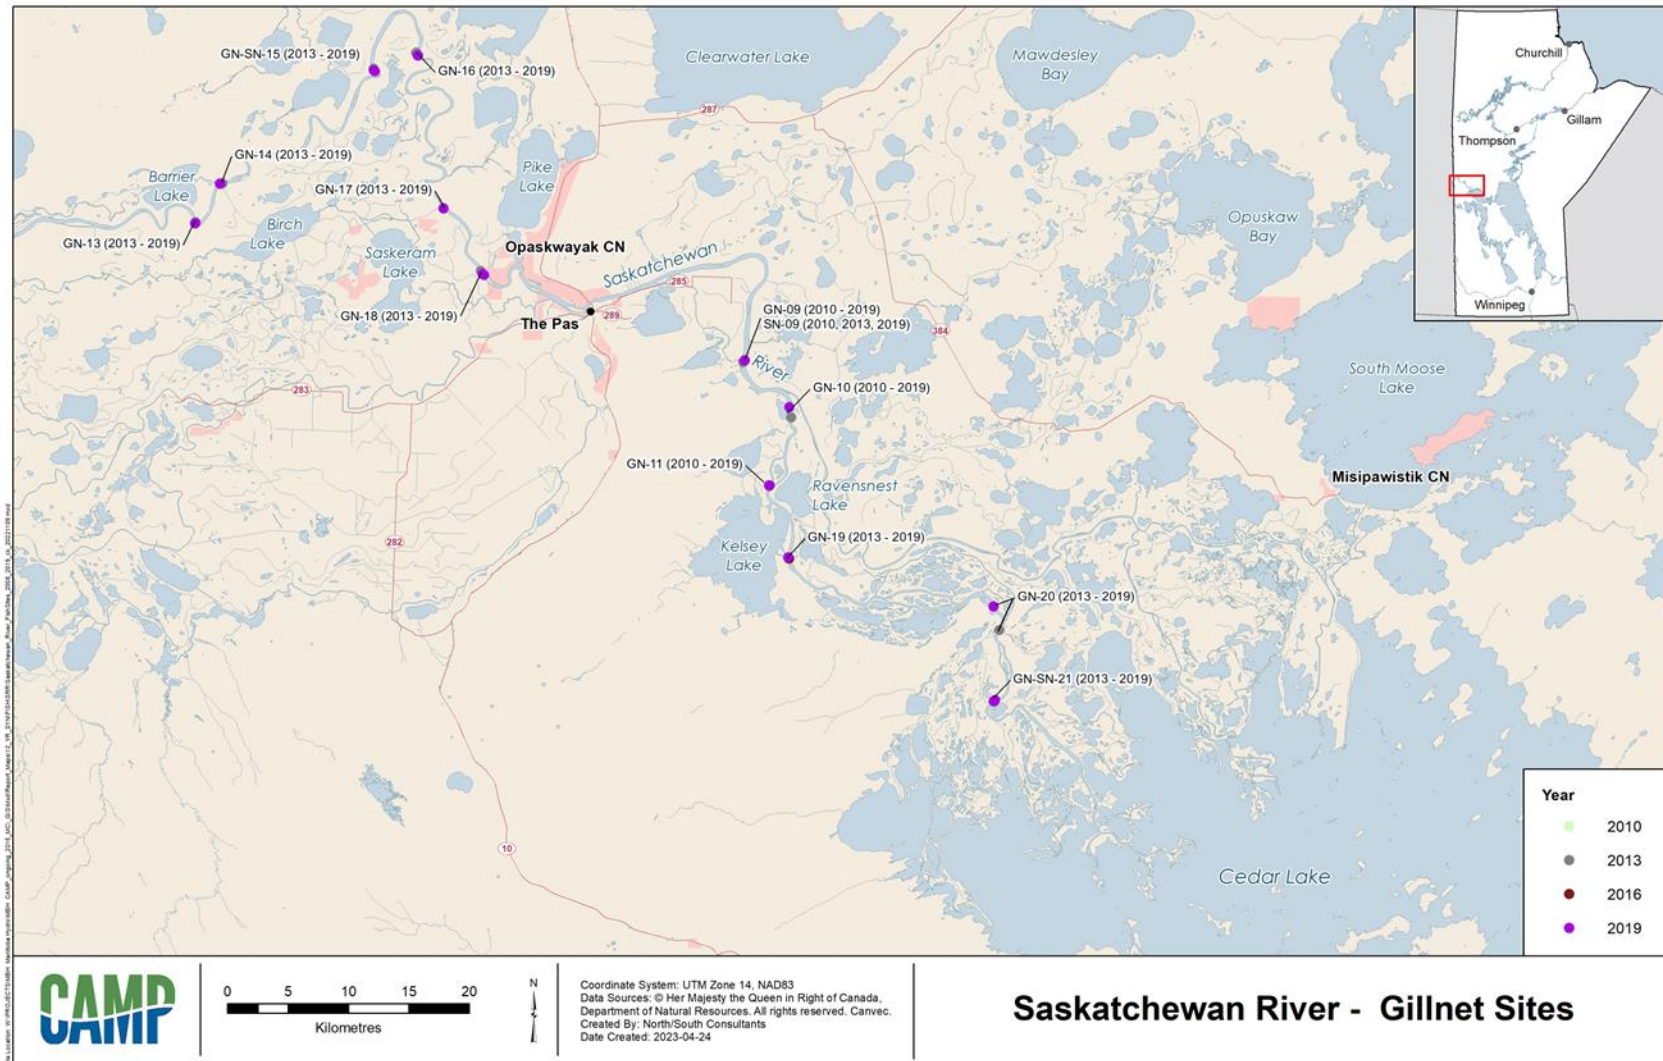 GN-SN-15 (2013 - 2019)
GN-16 (2013 - 2019)
Clearwater Lake
Mawdesley
Bay
287
GN-14 (2013 - 2019)
Barrier
Lake
GN-17 (2013 - 2019)
Pike
Lake
Birch
Lake
GN-13 (2013 - 2019)
Saskeram
Lake
Opaskwayak CN
Opuskaw
Bay
Saskatchewan
285
GN-18 (2013 - 2019)
The Pas
289
GN-09 (2010 - 2019)
SN-09 (2010, 2013, 2019)
384
River
South Moose
Lake
283
GN-10 (2010 - 2019)
GN-11 (2010 - 2019)
Ravensnest
Lake
Misipawistik CN
282
Kelsey
Lake
GN-19 (2013 - 2019)
GN-20 (2013 - 2019)
GN-SN-21 (2013 - 2019)
10
Cedar Lake
Churchill
Gillam
Thompson
Winnipeg
Year
2010
2013
2016
2019
CAMP
0 5 10 15 20
Kilometres
N
Coordinate System: UTM Zone 14, NAD83
Data Sources: © Her Majesty the Queen in Right of Canada,
Department of Natural Resources. All rights reserved. Canvec.
Created By: North/South Consultants
Date Created: 2023-04-24
Saskatchewan River - Gillnet Sites